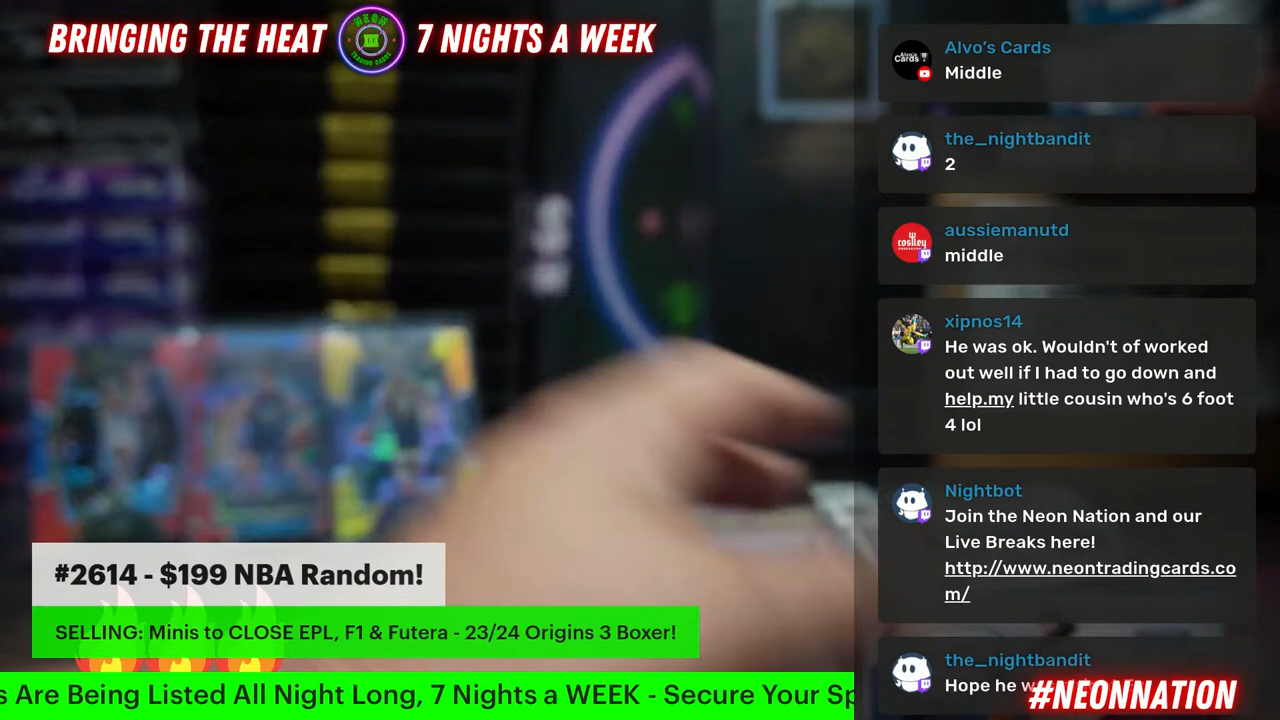 BRINGING THE HEAT
NEON
TRADING CARDS
7 NIGHTS A WEEK
Alvo's Cards
Middle
the_nightbandit
2
aussiemanutd
middle
xipnos14
He was ok. Wouldn't of worked
out well if I had to go down and
help.my little cousin who's 6 foot
4 lol
Nightbot
Join the Neon Nation and our
Live Breaks here!
http://www.neontradingcards.co
m/
the_nightbandit
Hope he
#NEONNATION
#2614 - $199 NBA Random!
SELLING: Minis to CLOSE EPL, F1 & Futera - 23/24 Origins 3 Boxer!
s Are Being Listed All Night Long, 7 Nights a WEEK - Secure Your Sp